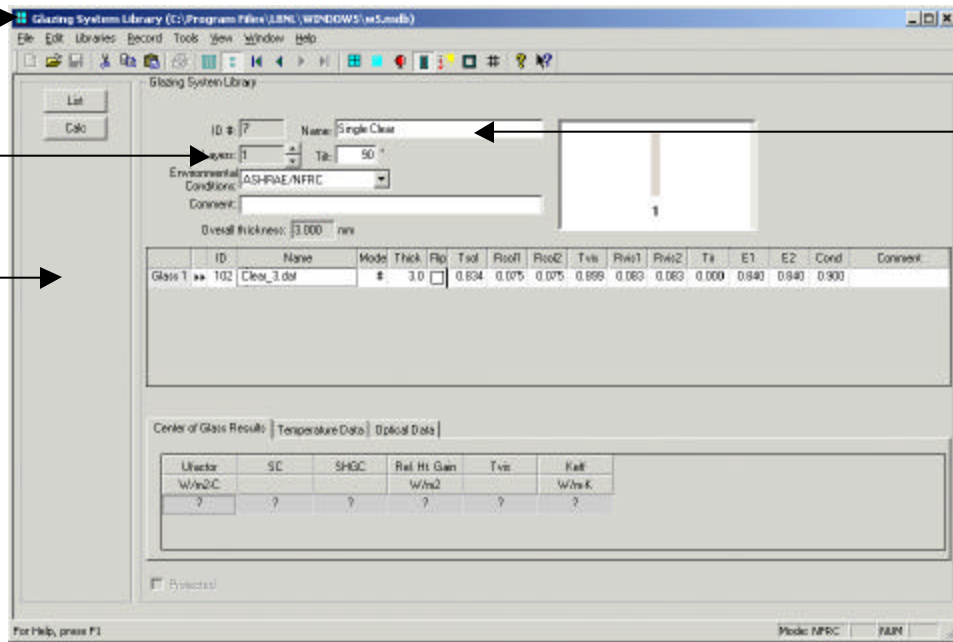 Glazing System Library (C:\Program Files\LBNL\WINDOWS\w5.mdb)
File Edit Libraries Record Tools View Window Help
Glazing System Library
List
Calc
ID #: 7 Name: Single Clear
Layers: 1 Tilt: 90 °
Environmental Conditions: ASHRAE/NFRC
Comment:
Overall thickness: 3.000 mm
1
ID Name Mode Thick Flip Tsol Rsol1 Rsol2 Tvis Rvis1 Rvis2 Tir E1 E2 Cond Comment
Glass 1 ►► 102 Clear_3.dat # 3.0 0.834 0.075 0.075 0.899 0.083 0.083 0.000 0.840 0.840 0.900
Center of Glass Results Temperature Data Optical Data
Ufactor SC SHGC Rel. Ht. Gain Tvis Keff
W/m2-C W/m2 W/m-K
? ? ? ? ? ?
Protected
For Help, press F1 Mode: NFRC NUM